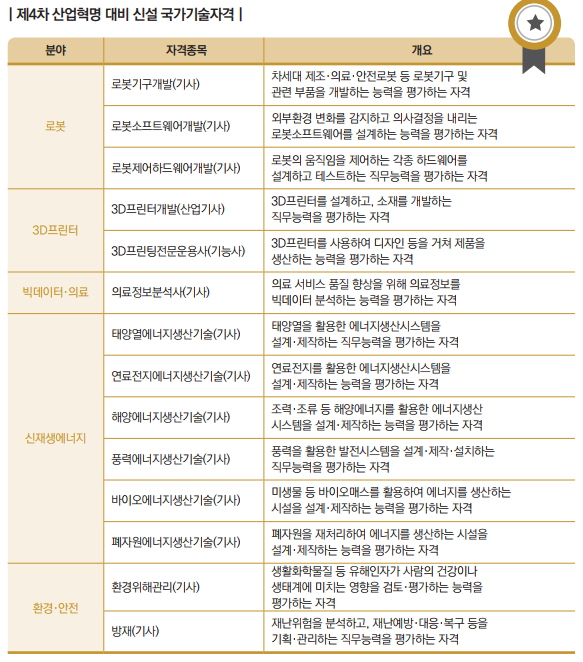 | 제4차 산업혁명 대비 신설 국가기술자격 |
분야 자격종목 개요
로봇
로봇기구개발(기사)
차세대 제조·의료·안전로봇 등 로봇기구 및
관련 부품을 개발하는 능력을 평가하는 자격
로봇소프트웨어개발(기사)
외부환경 변화를 감지하고 의사결정을 내리는
로봇소프트웨어를 설계하는 능력을 평가하는 자격
로봇제어하드웨어개발(기사)
로봇의 움직임을 제어하는 각종 하드웨어를
설계하고 테스트하는 직무능력을 평가하는 자격
3D프린터
3D프린터개발(산업기사)
3D프린터를 설계하고, 소재를 개발하는
직무능력을 평가하는 자격
3D프린팅전문운용사(기능사)
3D프린터를 사용하여 디자인 등을 거쳐 제품을
생산하는 능력을 평가하는 자격
빅데이터·의료
의료정보분석사(기사)
의료 서비스 품질 향상을 위해 의료정보를
빅데이터 분석하는 능력을 평가하는 자격
신재생에너지
태양열에너지생산기술(기사)
태양열을 활용한 에너지생산시스템을
설계·제작하는 직무능력을 평가하는 자격
연료전지에너지생산기술(기사)
연료전지를 활용한 에너지생산시스템을
설계·제작하는 능력을 평가하는 자격
해양에너지생산기술(기사)
조력·조류 등 해양에너지를 활용한 에너지생산
시스템을 설계·제작하는 능력을 평가하는 자격
풍력에너지생산기술(기사)
풍력을 활용한 발전시스템을 설계·제작·설치하는
직무능력을 평가하는 자격
바이오에너지생산기술(기사)
미생물 등 바이오매스를 활용하여 에너지를 생산하는
시설을 설계·제작하는 능력을 평가하는 자격
폐자원에너지생산기술(기사)
폐자원을 재처리하여 에너지를 생산하는 시설을
설계·제작하는 능력을 평가하는 자격
환경·안전
환경위해관리(기사)
생활화학물질 등 유해인자가 사람의 건강이나
생태계에 미치는 영향을 검토·평가하는 능력을
평가하는 자격
방재(기사)
재난위험을 분석하고, 재난예방·대응·복구 등을
기획·관리하는 직무능력을 평가하는 자격